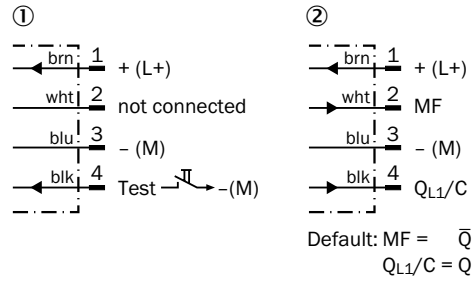 ①
brn 1 + (L+)
wht 2 not connected
blu 3 – (M)
blk 4 Test –(M)
②
brn 1 + (L+)
wht 2 MF
blu 3 – (M)
blk 4 QL1/C
Default: MF = Q̅
QL1/C = Q